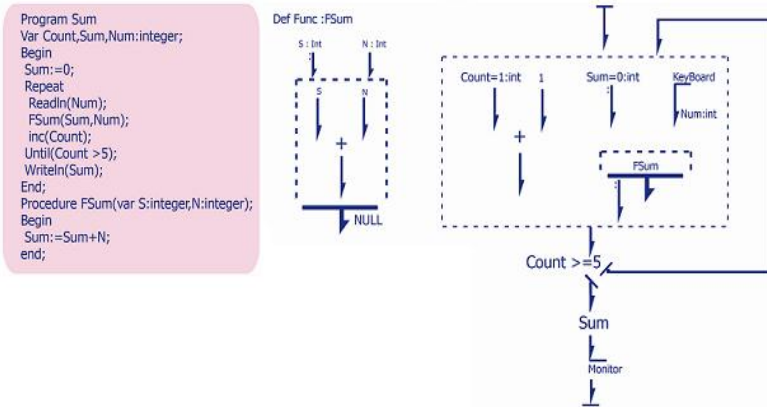 Program Sum
Var Count,Sum,Num:integer;
Begin
Sum:=0;
Repeat
Readln(Num);
FSum(Sum,Num);
inc(Count);
Until(Count >5);
Writeln(Sum);
End;
Procedure FSum(var S:integer,N:integer);
Begin
Sum:=Sum+N;
end;
Def Func :FSum
S : Int N : Int
:
S N
+
NULL
Count=1:int 1 Sum=0:int KeyBoard
:
Num:int
+
FSum
:
Count >=5
Sum
Monitor